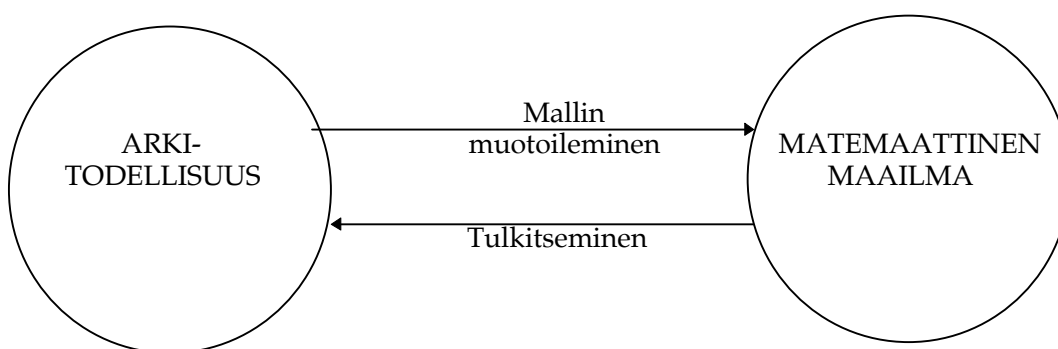 ARKI-
TODELLISUUS
Mallin
muotoileminen
Tulkitseminen
MATEMAATTINEN
MAAILMA